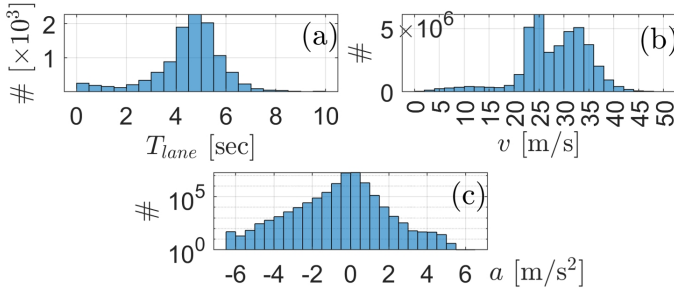 # [×10³]
2
1
(a)
0 2 4 6 8 10
T_lane [sec]
#
×10⁶
5
0
(b)
0 5 10 15 20 25 30 35 40 45 50
v [m/s]
#
10⁵
10⁰
(c)
-6 -4 -2 0 2 4 6
a [m/s²]